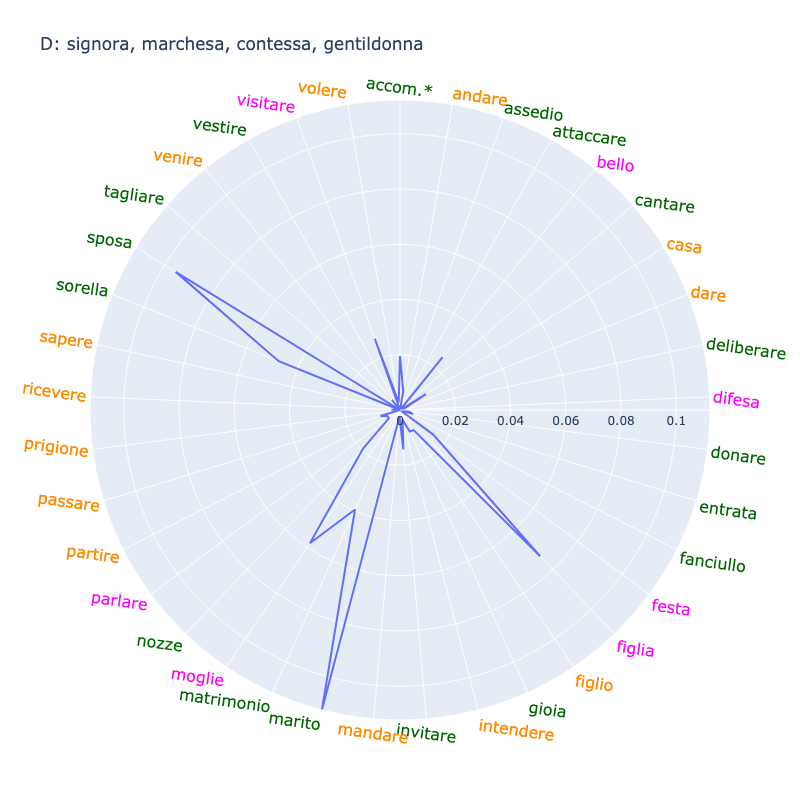 D: signora, marchesa, contessa, gentildonna
accom.*
andare
assedio
attaccare
bello
cantare
casa
dare
deliberare
difesa
donare
entrata
fanciullo
festa
figlia
figlio
gioia
intendere
invitare
mandare
marito
matrimonio
moglie
nozze
parlare
partire
passare
prigione
ricevere
sapere
sorella
sposa
tagliare
venire
vestire
visitare
volere
0 0.02 0.04 0.06 0.08 0.1